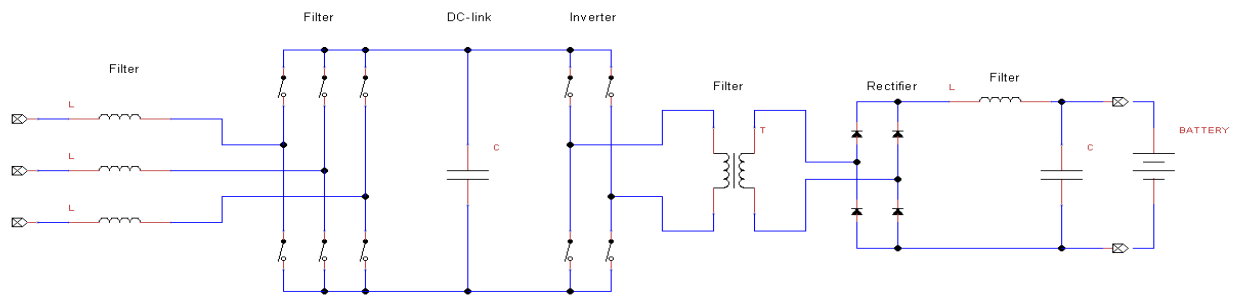 Filter
DC-link
Inverter
Filter
Filter
Rectifier
Filter
L
L
T
BATTERY
C
C
L
L